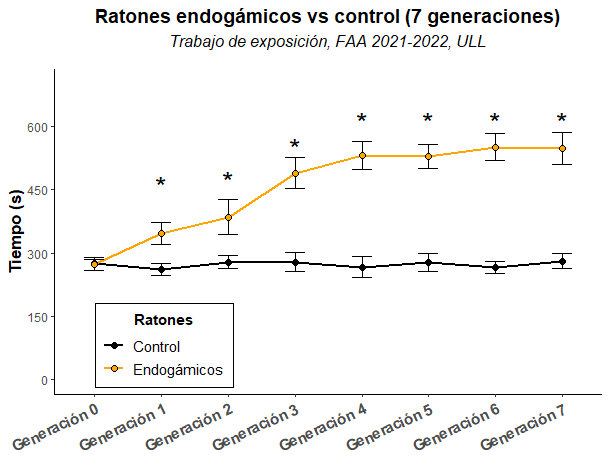 Ratones endogámicos vs control (7 generaciones)
Trabajo de exposición, FAA 2021-2022, ULL
Tiempo (s)
600
450
300
150
0
* * * * * * *
Ratones
Control
Endogámicos
Generación 0
Generación 1
Generación 2
Generación 3
Generación 4
Generación 5
Generación 6
Generación 7